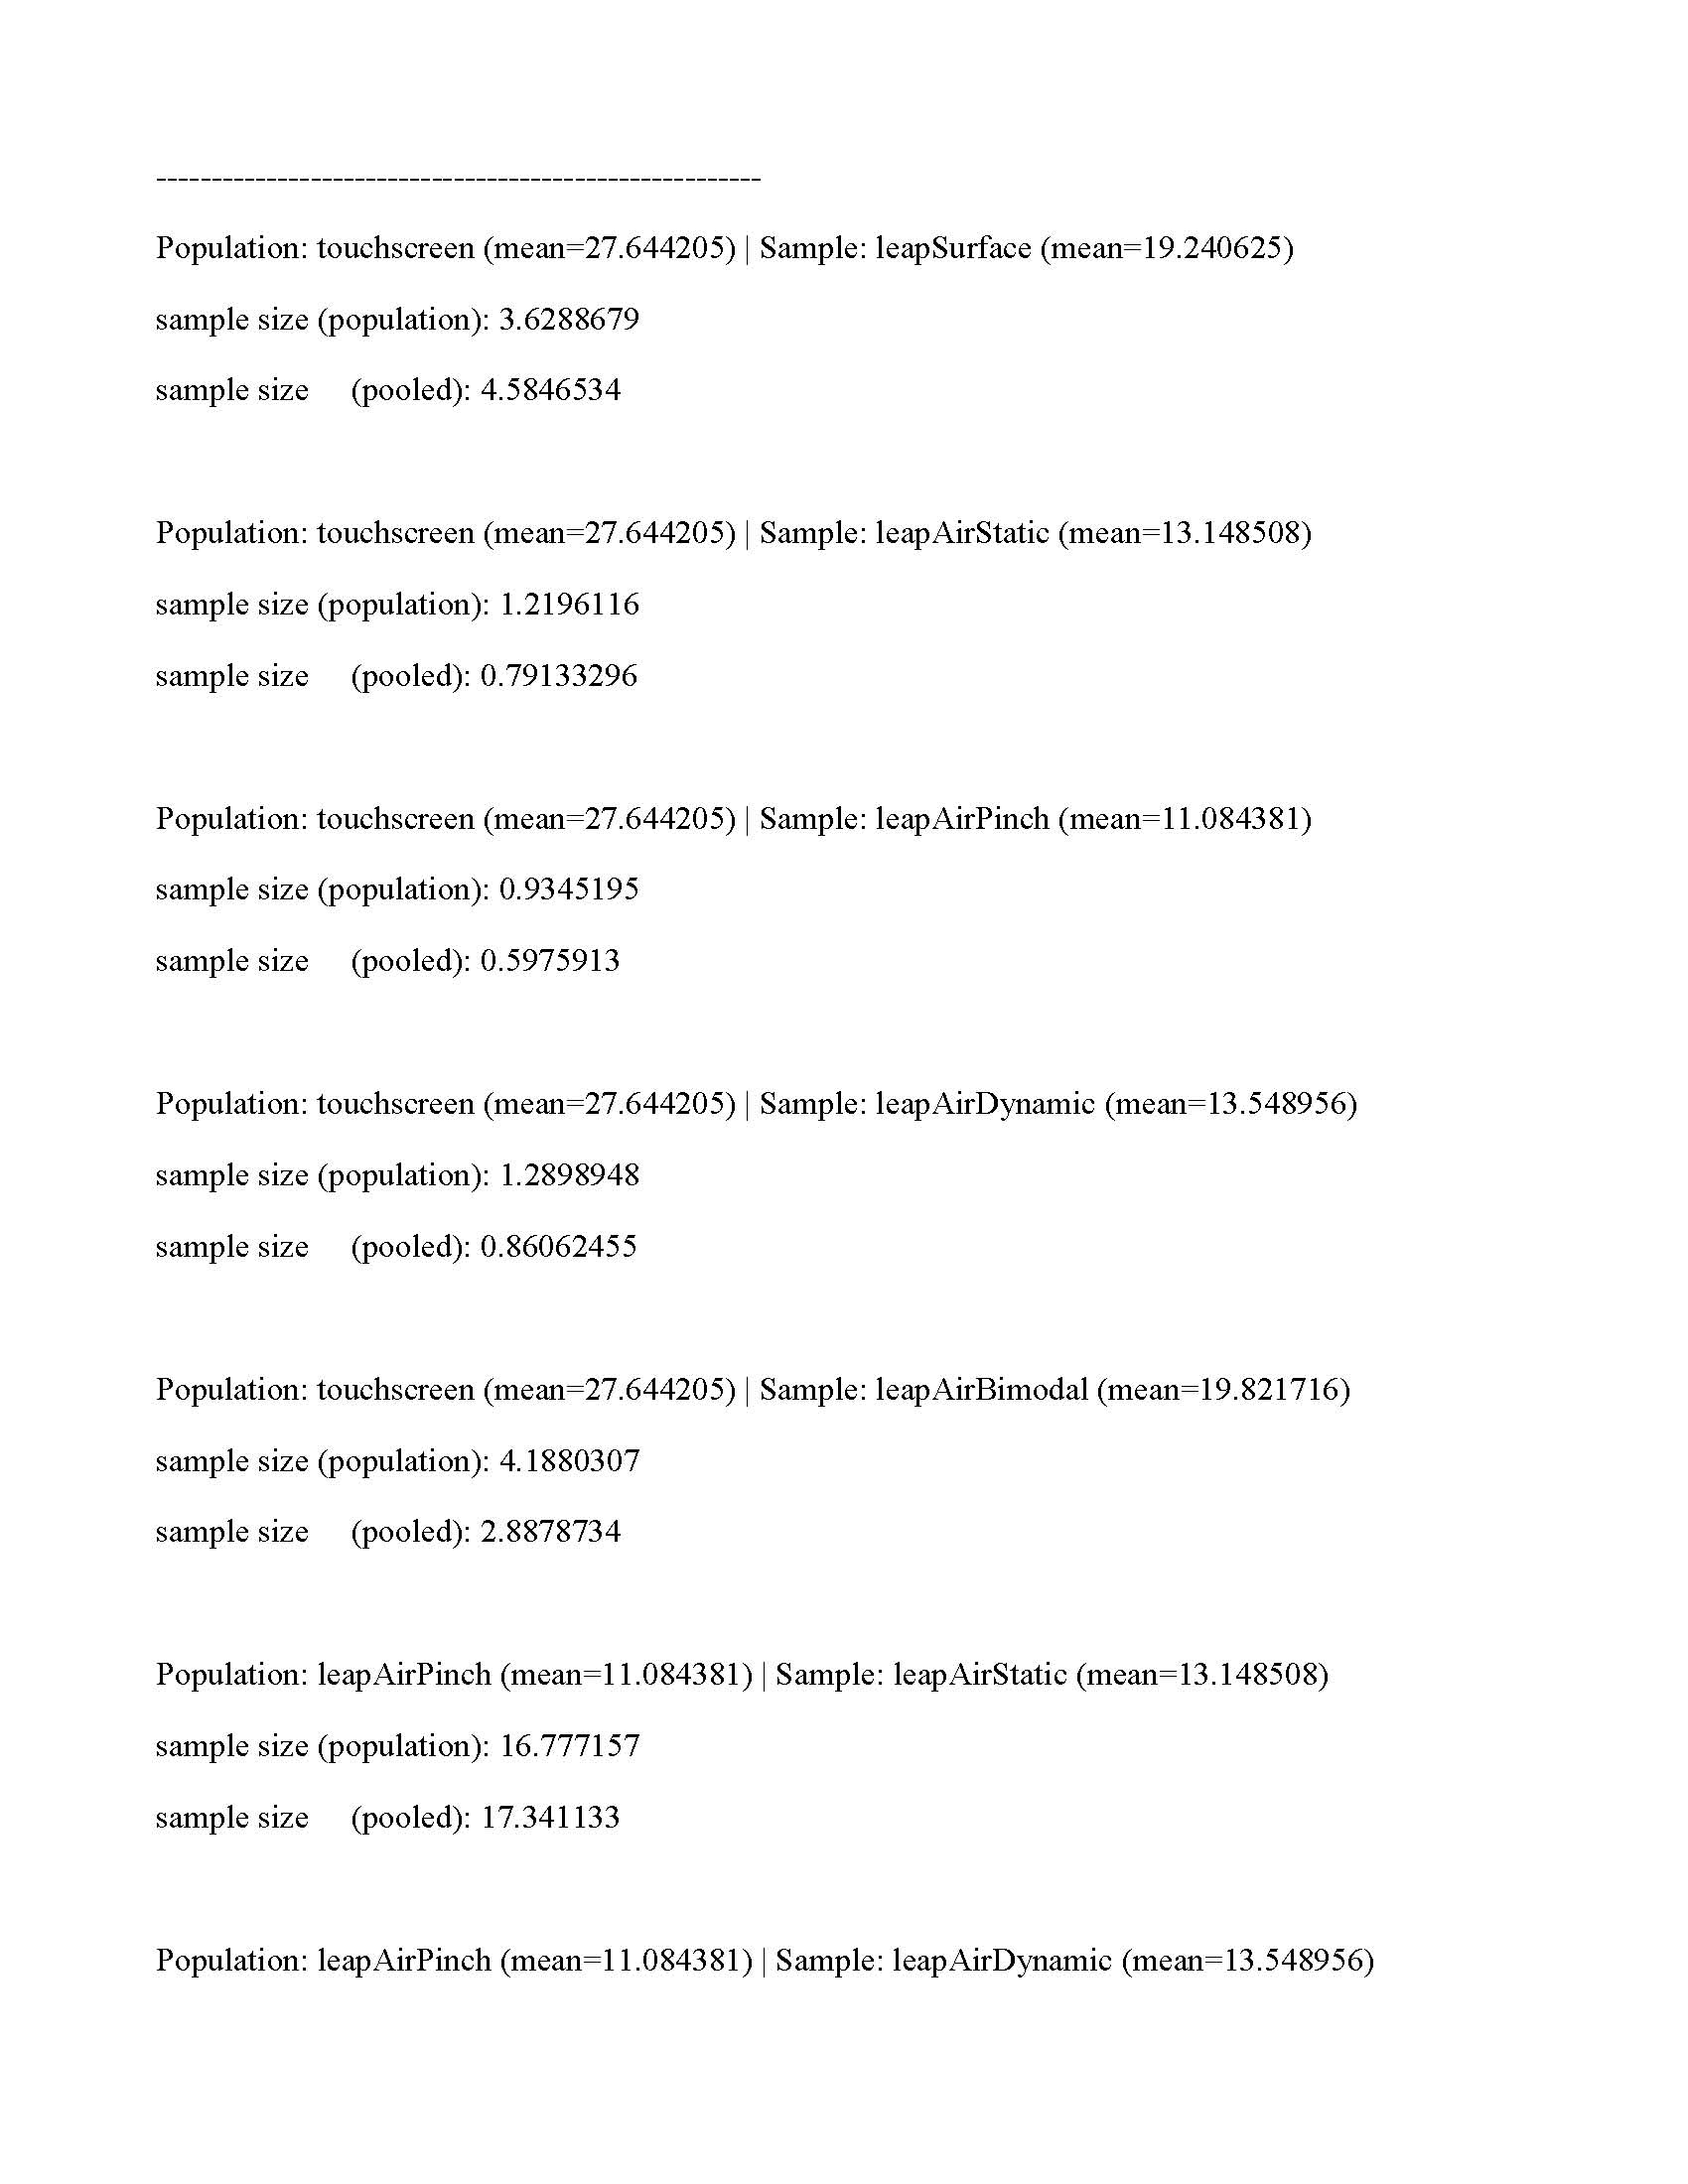 -------------------------------------------------------
Population: touchscreen (mean=27.644205) | Sample: leapSurface (mean=19.240625)
sample size (population): 3.6288679
sample size     (pooled): 4.5846534
Population: touchscreen (mean=27.644205) | Sample: leapAirStatic (mean=13.148508)
sample size (population): 1.2196116
sample size     (pooled): 0.79133296
Population: touchscreen (mean=27.644205) | Sample: leapAirPinch (mean=11.084381)
sample size (population): 0.9345195
sample size     (pooled): 0.5975913
Population: touchscreen (mean=27.644205) | Sample: leapAirDynamic (mean=13.548956)
sample size (population): 1.2898948
sample size     (pooled): 0.86062455
Population: touchscreen (mean=27.644205) | Sample: leapAirBimodal (mean=19.821716)
sample size (population): 4.1880307
sample size     (pooled): 2.8878734
Population: leapAirPinch (mean=11.084381) | Sample: leapAirStatic (mean=13.148508)
sample size (population): 16.777157
sample size     (pooled): 17.341133
Population: leapAirPinch (mean=11.084381) | Sample: leapAirDynamic (mean=13.548956)